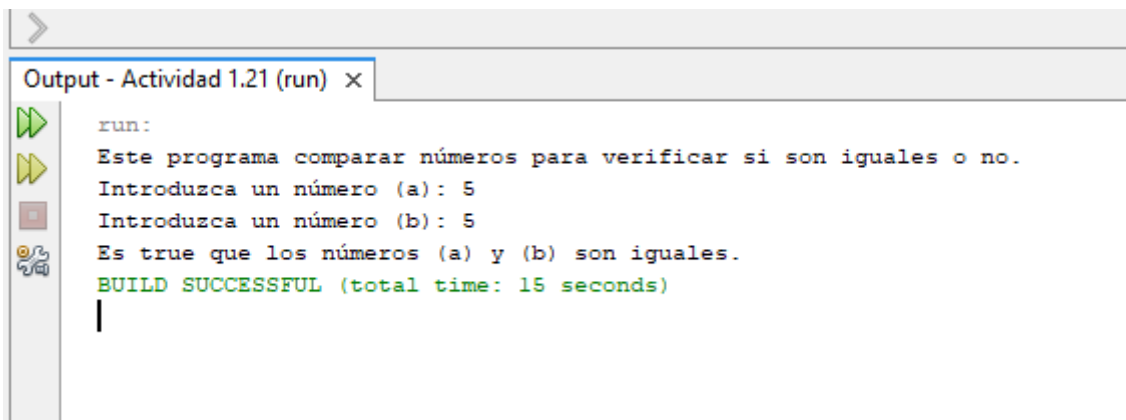 Output - Actividad 1.21 (run) ×
run:
Este programa comparar números para verificar si son iguales o no.
Introduzca un número (a): 5
Introduzca un número (b): 5
Es true que los números (a) y (b) son iguales.
BUILD SUCCESSFUL (total time: 15 seconds)